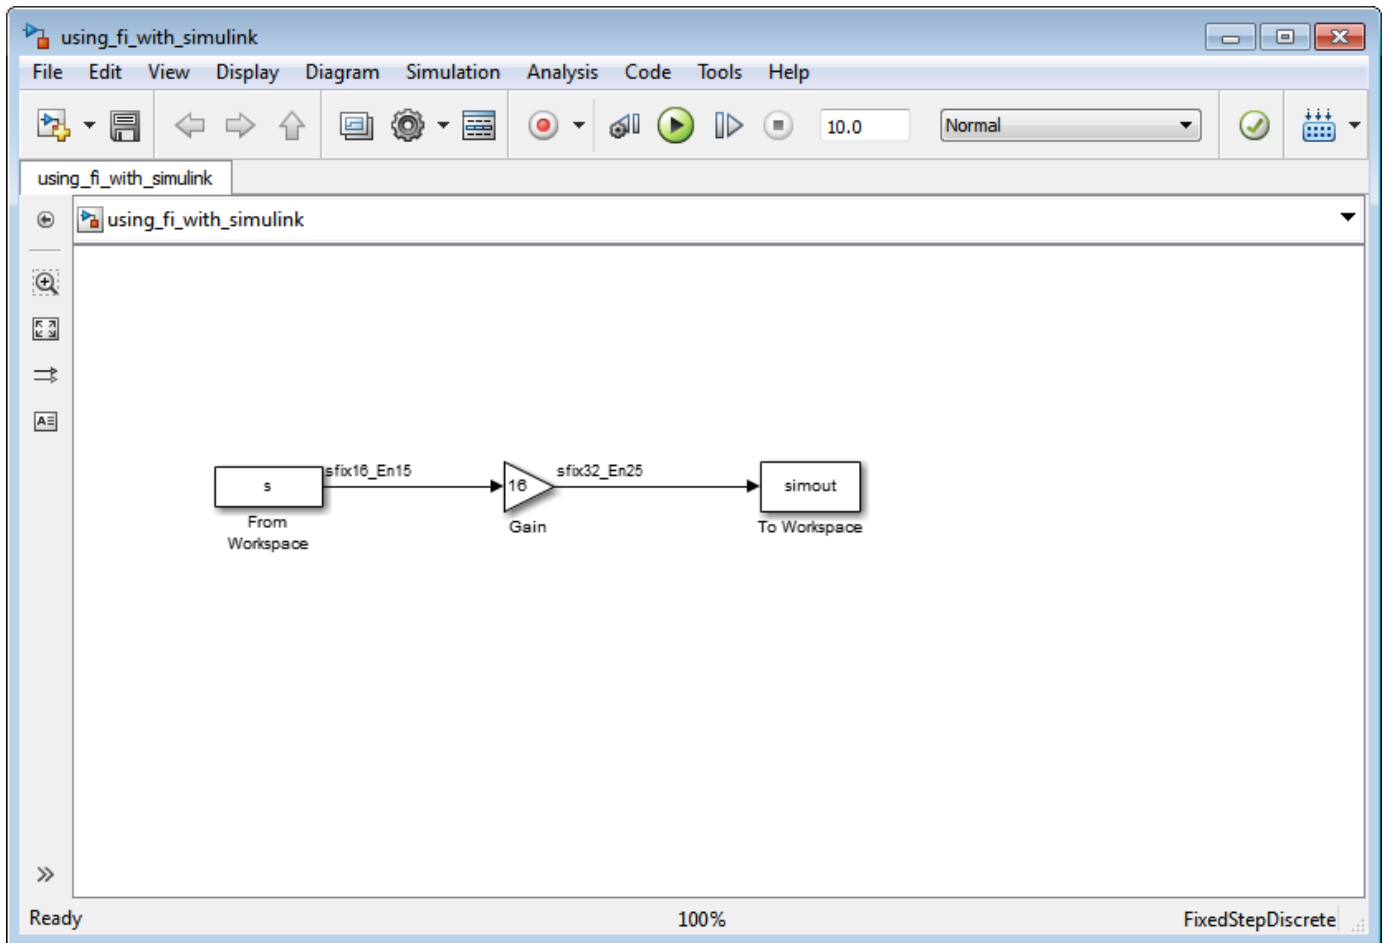 using_fi_with_simulink
File Edit View Display Diagram Simulation Analysis Code Tools Help
10.0 Normal
using_fi_with_simulink
using_fi_with_simulink
sfix16_En15 sfix32_En25
s 16 simout
From
Workspace
Gain To Workspace
Ready 100% FixedStepDiscrete